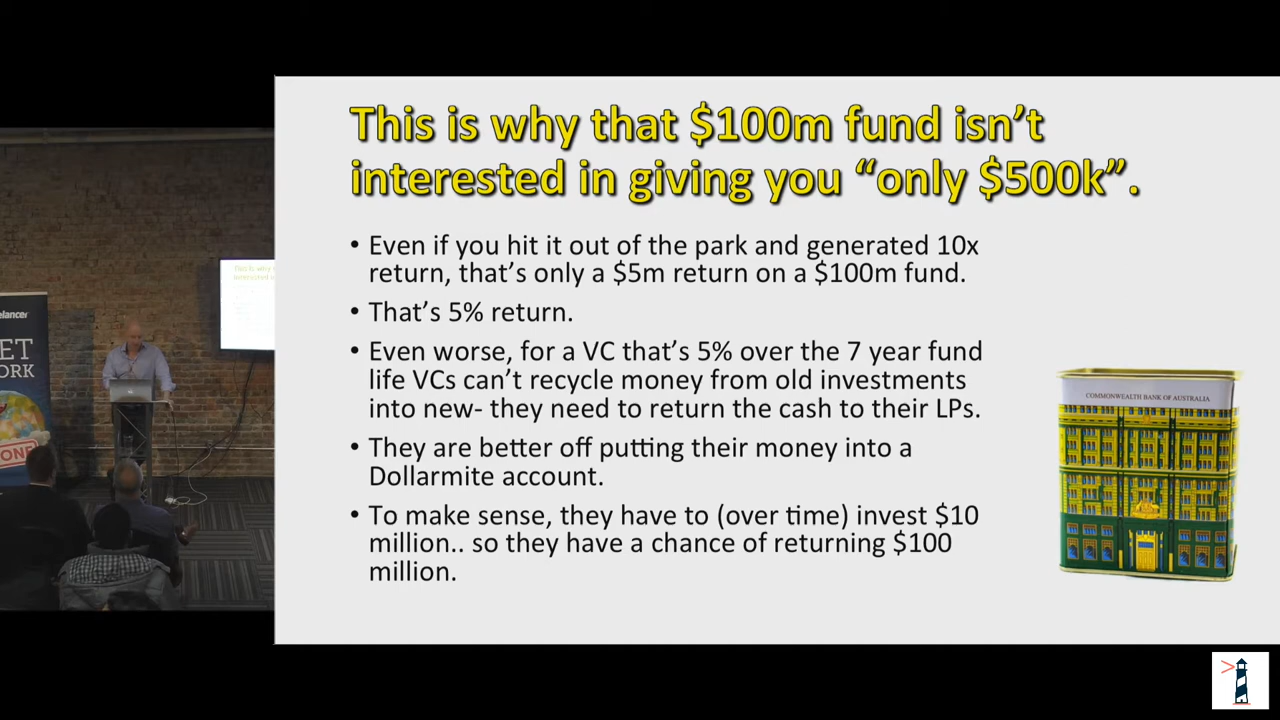 This is why that $100m fund isn't
interested in giving you “only $500k”.
• Even if you hit it out of the park and generated 10x
return, that's only a $5m return on a $100m fund.
• That's 5% return.
• Even worse, for a VC that's 5% over the 7 year fund
life VCs can't recycle money from old investments
into new- they need to return the cash to their LPs.
• They are better off putting their money into a
Dollarmite account.
• To make sense, they have to (over time) invest $10
million.. so they have a chance of returning $100
million.
COMMONWEALTH BANK OF AUSTRALIA
This is why
elancer
ET
ORK